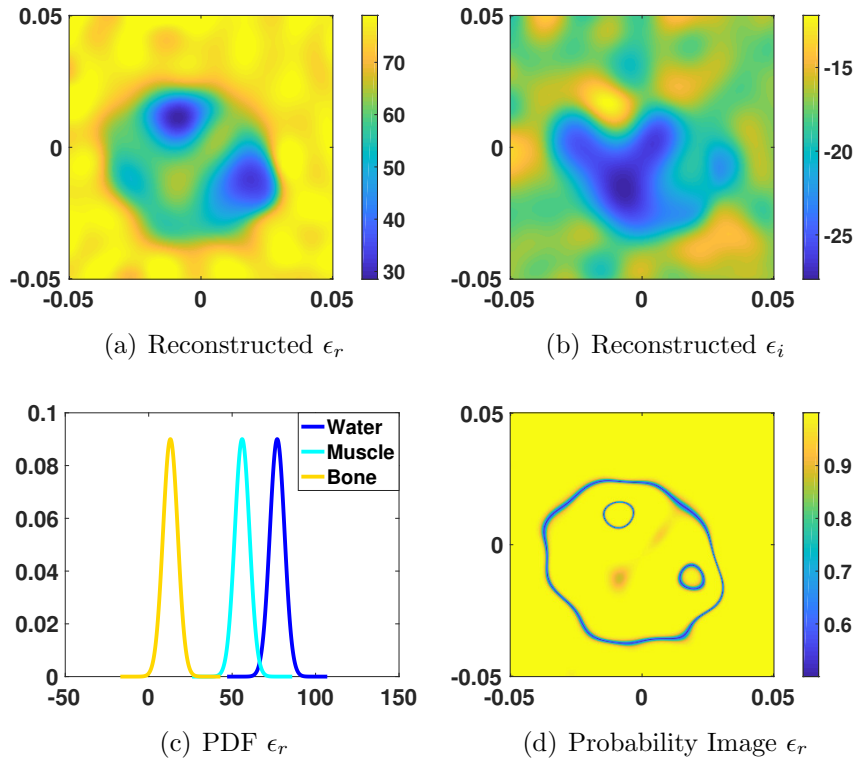 0.05
0
-0.05
-0.05 0 0.05
70
60
50
40
30
(a) Reconstructed ϵr
0.05
0
-0.05
-0.05 0 0.05
-15
-20
-25
(b) Reconstructed ϵi
0.1
0.08
0.06
0.04
0.02
0
-50 0 50 100 150
Water
Muscle
Bone
(c) PDF ϵr
0.05
0
-0.05
-0.05 0 0.05
0.9
0.8
0.7
0.6
(d) Probability Image ϵr